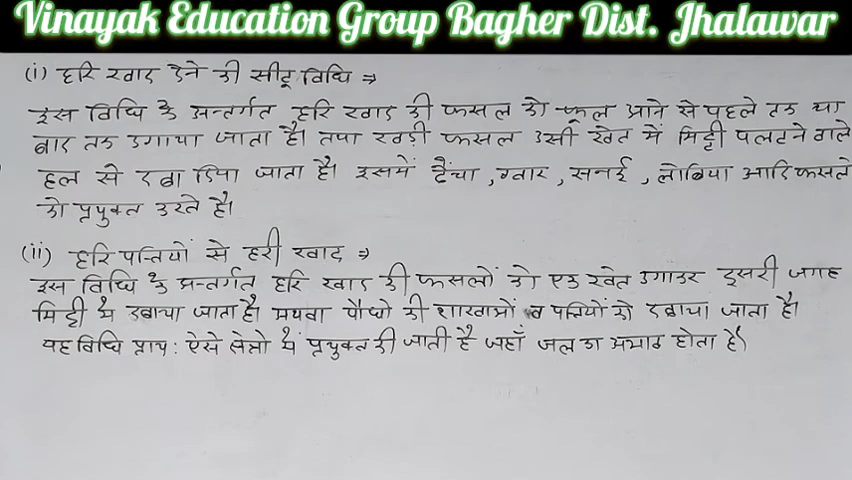 Vinayak Education Group Bagher Dist. Jhalawar
(i) हरि खाद देने की सीटू विधि ⇒
इस विधि के अन्तर्गत हरि खाद की फसल को फूल आने से पहले तक या
बाद तक उगाया जाता है। तथा खड़ी फसल उसी खेत में मिट्टी पलटने वाले
हल से दबा दिया जाता है। इसमें ढैंचा, ग्वार, सनई, लोबिया आदि फसले
को प्रयुक्त करते है।
(ii) हरि पत्तियों से हरी खाद ⇒
इस विधि के अन्तर्गत हरि खाद की फसलों को एक खेत उगाकर दूसरी जगह
मिट्टी में दबाया जाता है। अथवा पौधो की शाखाओं व पत्तियों को दबाया जाता है।
यह विधि प्राय: ऐसे क्षेत्रो में प्रयुक्त की जाती है जहाँ जल का अभाव होता है।